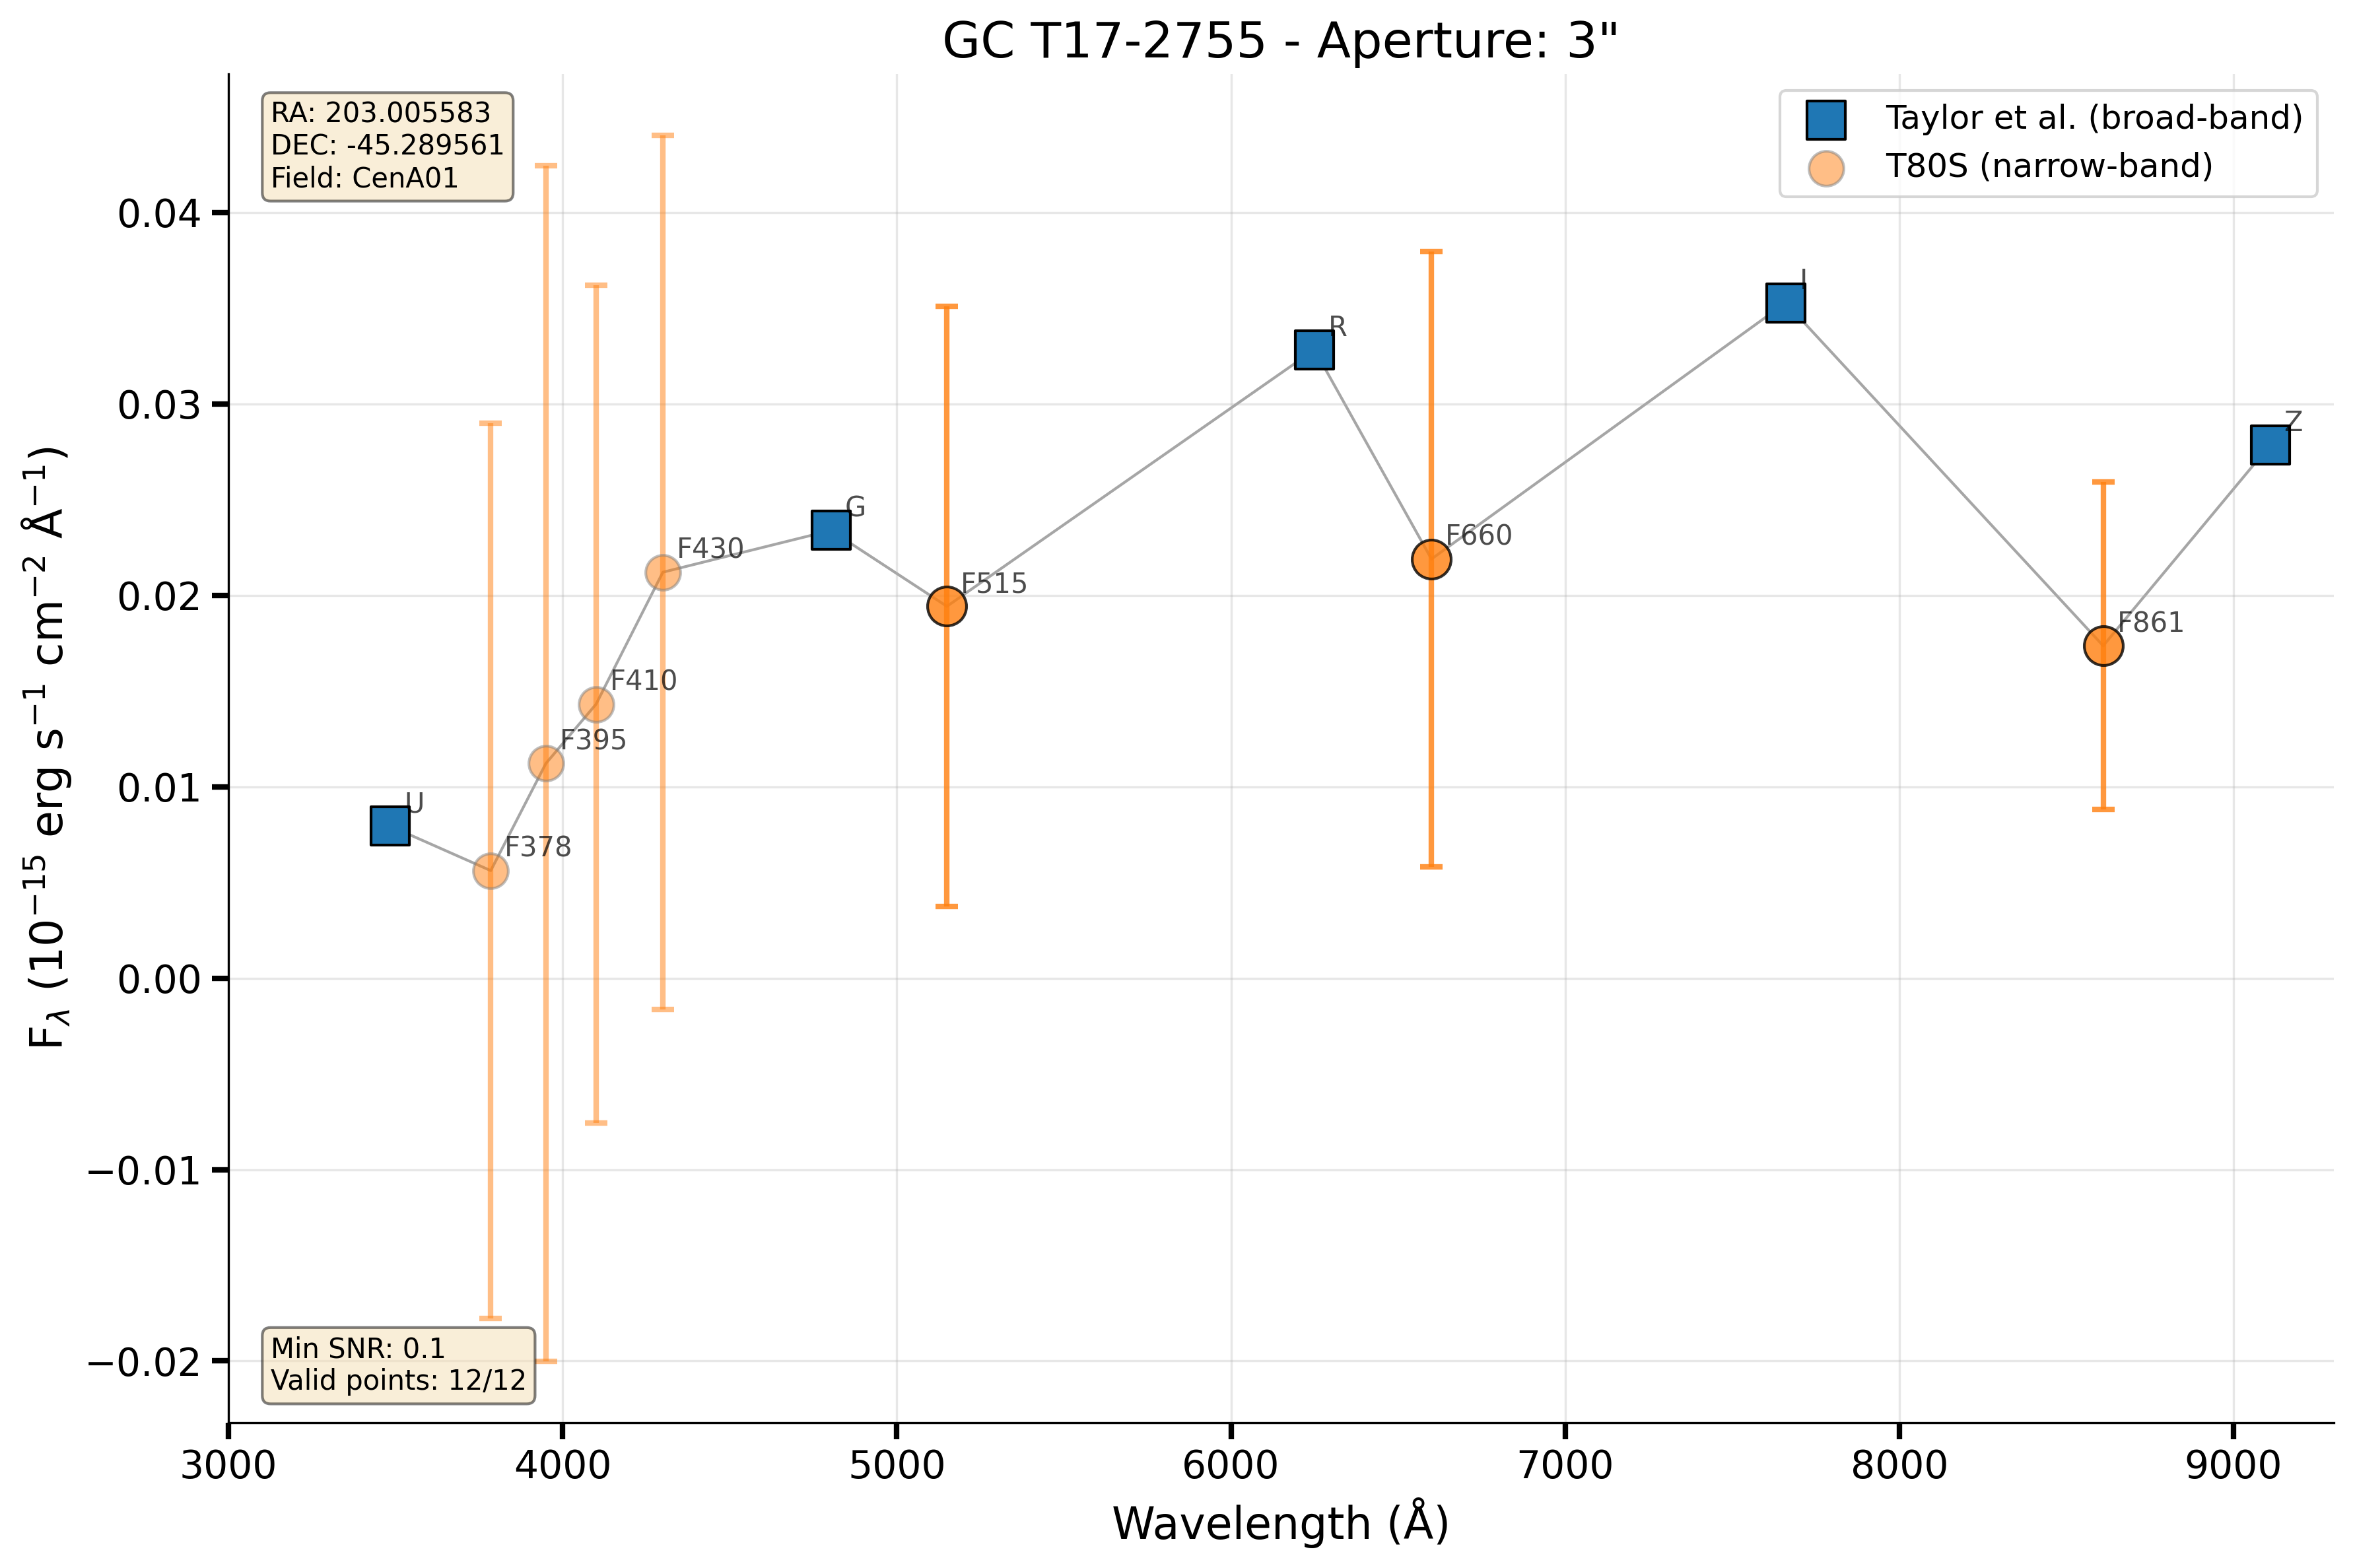 GC T17-2755 - Aperture: 3"
RA: 203.005583
DEC: -45.289561
Field: CenA01
Taylor et al. (broad-band)
T80S (narrow-band)
F_λ (10^−15 erg s^−1 cm^−2 Å^−1)
0.04
0.03
0.02
0.01
0.00
−0.01
−0.02
U
F378
F395
F410
F430
G
F515
R
F660
I
F861
Z
Min SNR: 0.1
Valid points: 12/12
3000
4000
5000
6000
7000
8000
9000
Wavelength (Å)